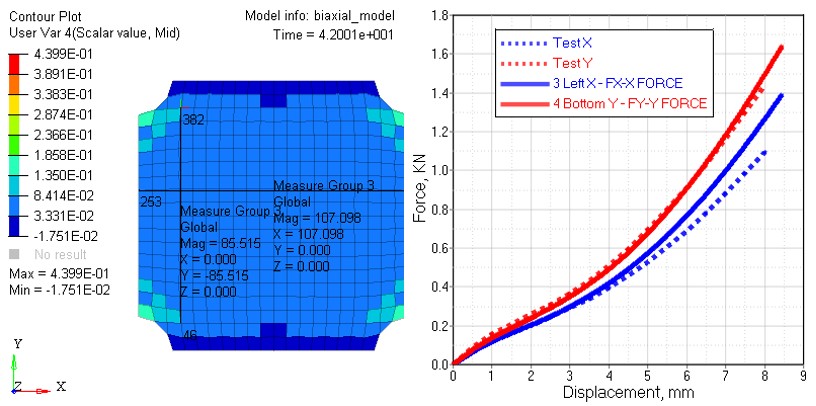 Contour Plot
User Var 4(Scalar value, Mid)
4.399E-01
3.891E-01
3.383E-01
2.874E-01
2.366E-01
1.858E-01
1.350E-01
8.414E-02
3.331E-02
-1.751E-02
No result
Max = 4.399E-01
Min = -1.751E-02
Model info: biaxial_model
Time = 4.2001e+001
382
253
46
Measure Group 3
Global
Mag = 85.515
X = 0.000
Y = -85.515
Z = 0.000
Measure Group 3
Global
Mag = 107.098
X = 107.098
Y = 0.000
Z = 0.000
Y
Z
X
Test X
Test Y
3 Left X - FX-X FORCE
4 Bottom Y - FY-Y FORCE
Force, KN
1.8
1.6
1.4
1.2
1.0
0.8
0.6
0.4
0.2
0.0
0 1 2 3 4 5 6 7 8 9
Displacement, mm